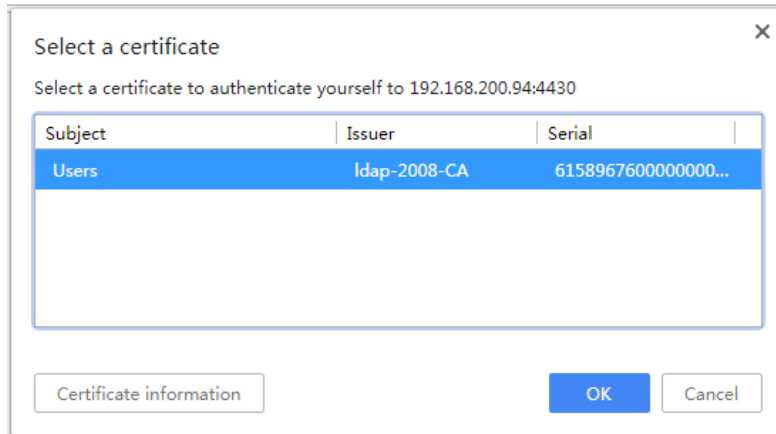 Select a certificate
Select a certificate to authenticate yourself to 192.168.200.94:4430
Subject Issuer Serial
Users ldap-2008-CA 6158967600000000...
Certificate information OK Cancel